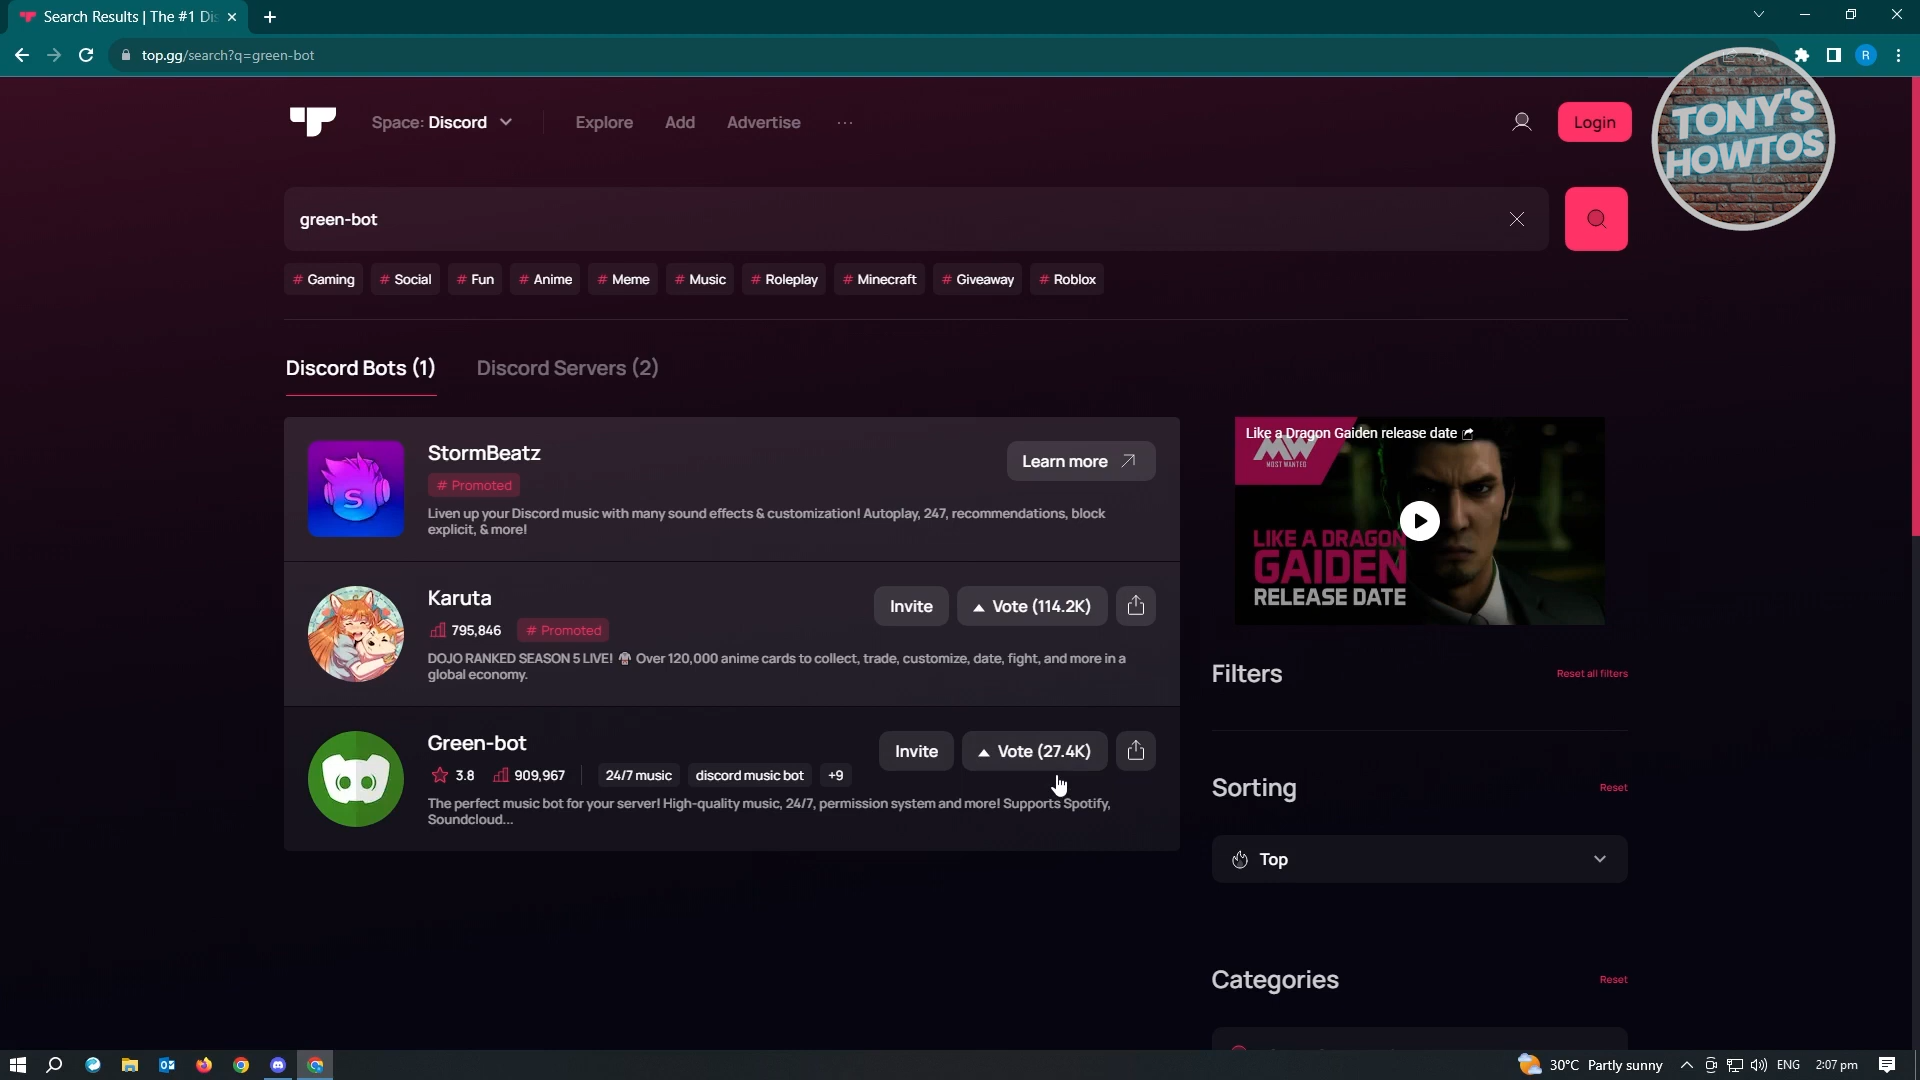 Search Results | The #1 Dis
top.gg/search?q=green-bot
R
TONY'S
HOWTOS
Space: Discord
Explore
Add
Advertise
Login
green-bot
# Gaming
# Social
# Fun
# Anime
# Meme
# Music
# Roleplay
# Minecraft
# Giveaway
# Roblox
Discord Bots (1)
Discord Servers (2)
StormBeatz
# Promoted
Learn more
Liven up your Discord music with many sound effects & customization! Autoplay, 247, recommendations, block
explicit, & more!
S
Karuta
795,846
# Promoted
Invite
Vote (114.2K)
DOJO RANKED SEASON 5 LIVE! 👘 Over 120,000 anime cards to collect, trade, customize, date, fight, and more in a
global economy.
Green-bot
3.8
909,967
24/7 music
discord music bot
+9
Invite
Vote (27.4K)
The perfect music bot for your server! High-quality music, 24/7, permission system and more! Supports Spotify,
Soundcloud...
Like a Dragon Gaiden release date
MW
MOST WANTED
LIKE A DRAGON
GAIDEN
RELEASE DATE
Filters
Reset all filters
Sorting
Reset
Top
Categories
Reset
30°C Partly sunny
ENG
2:07 pm